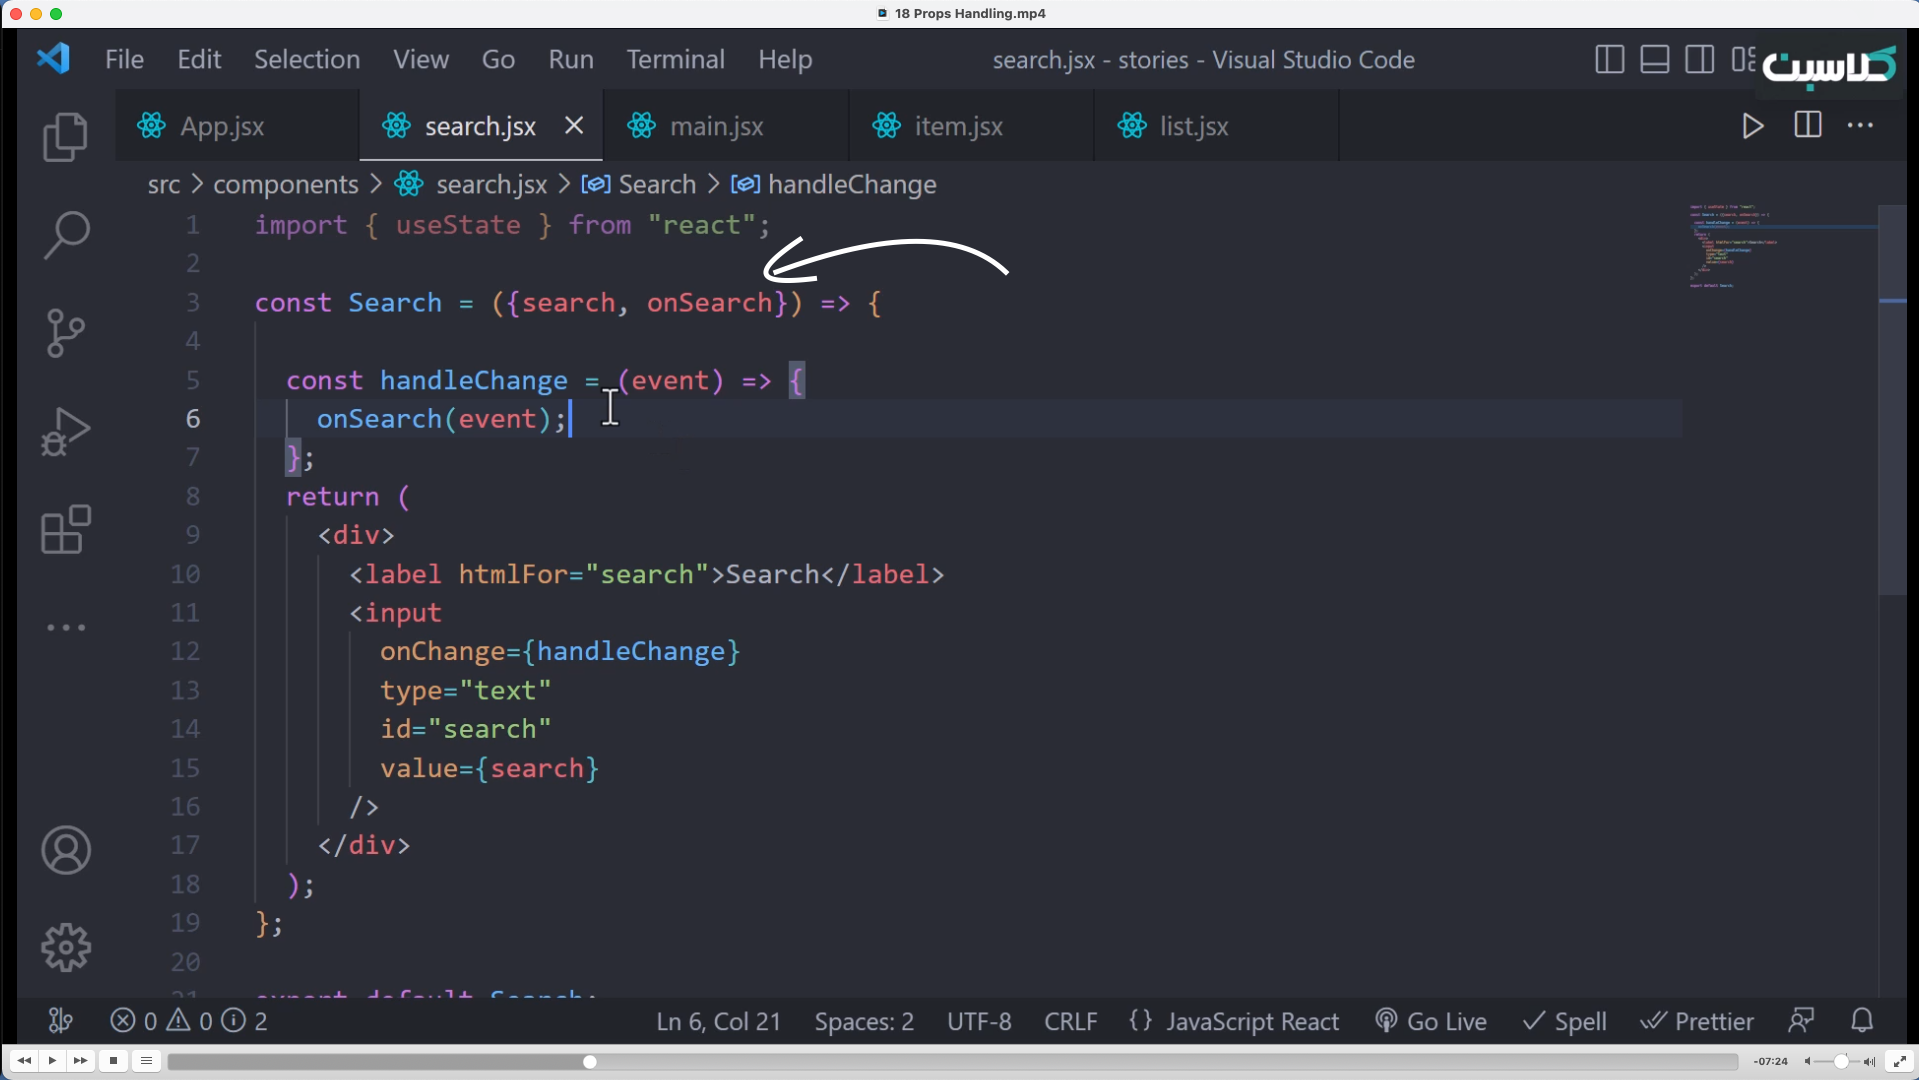 18 Props Handling.mp4
File Edit Selection View Go Run Terminal Help search.jsx - stories - Visual Studio Code
کلاسیت
App.jsx search.jsx main.jsx item.jsx list.jsx
src > components > search.jsx > Search > handleChange
1 import { useState } from "react";
2
3 const Search = ({search, onSearch}) => {
4
5 const handleChange = (event) => {
6 onSearch(event);
7 };
8 return (
9 <div>
10 <label htmlFor="search">Search</label>
11 <input
12 onChange={handleChange}
13 type="text"
14 id="search"
15 value={search}
16 />
17 </div>
18 );
19 };
20
21 export default Search;
0 0 2 Ln 6, Col 21 Spaces: 2 UTF-8 CRLF {} JavaScript React Go Live Spell Prettier
-07:24